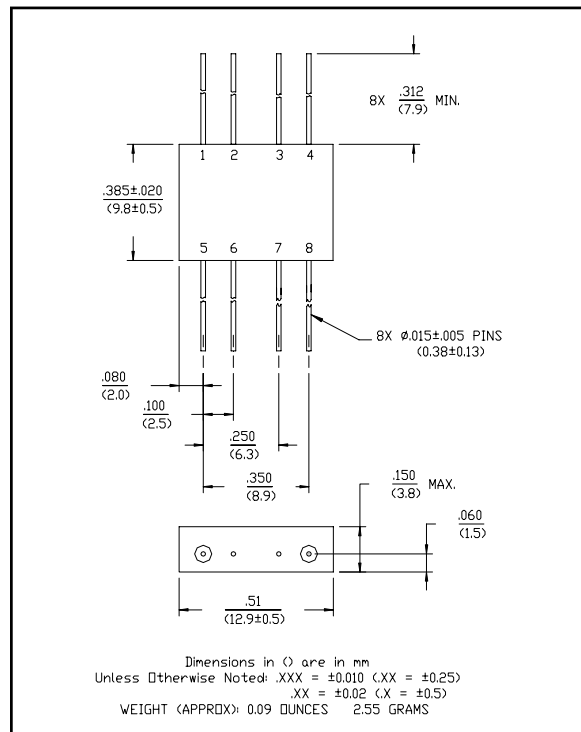 8X .312 MIN.
(7.9)
1 2 3 4
.385±.020
(9.8±0.5)
5 6 7 8
8X Ø.015±.005 PINS
(0.38±0.13)
.080
(2.0)
.100
(2.5)
.250
(6.3)
.350
(8.9)
.150 MAX.
(3.8)
.060
(1.5)
.51
(12.9±0.5)
Dimensions in () are in mm
Unless Otherwise Noted: .XXX = ±0.010 (.XX = ±0.25)
.XX = ±0.02 (.X = ±0.5)
WEIGHT (APPROX): 0.09 OUNCES 2.55 GRAMS